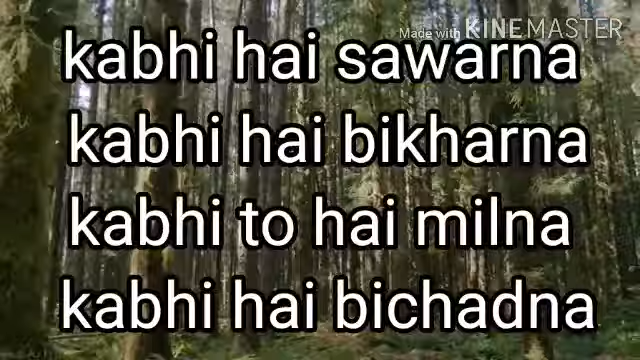 Made with KINEMASTER
kabhi hai sawarna
kabhi hai bikharna
kabhi to hai milna
kabhi hai bichadna